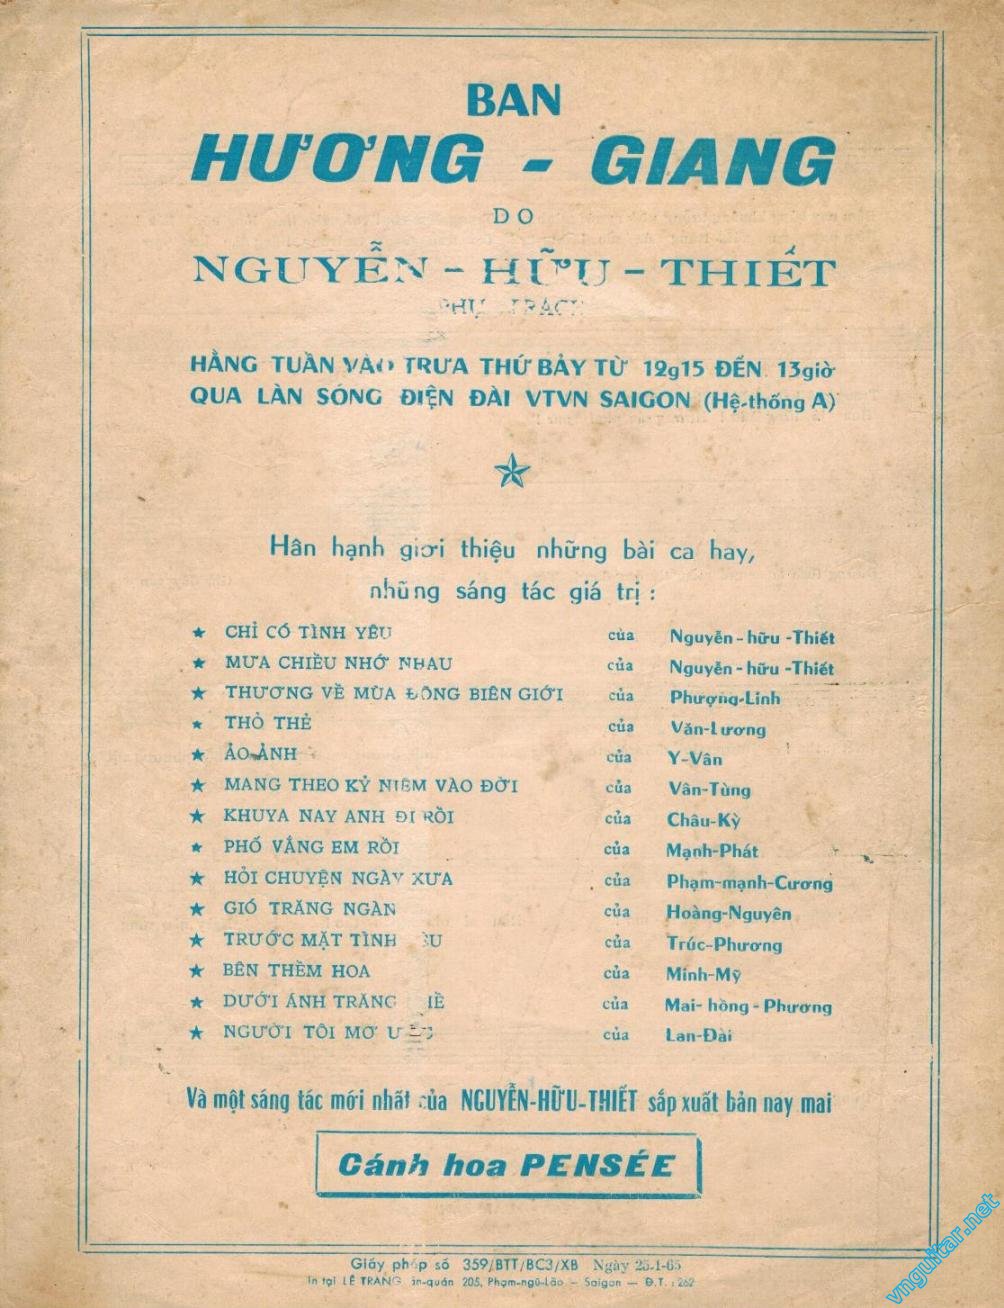 BAN
HƯƠNG - GIANG
DO
NGUYỄN - HỮU - THIẾT
HẰNG TUẦN VÀO TRƯA THỨ BẢY TỪ 12g15 ĐẾN 13giờ
QUA LÀN SÓNG ĐIỆN ĐÀI VTVN SAIGON (Hệ-thống A)
Hân hạnh giới thiệu những bài ca hay,
những sáng tác giá trị :
★ CHỈ CÓ TÌNH YÊU của Nguyễn-hữu-Thiết
★ MƯA CHIỀU NHỚ NHAU của Nguyễn-hữu-Thiết
★ THƯƠNG VỀ MÙA ĐÔNG BIÊN GIỚI của Phượng-Linh
★ THỎ THẺ của Văn-Lương
★ ẢO ẢNH của Y-Vân
★ MANG THEO KỶ NIỆM VÀO ĐỜI của Vân-Tùng
★ KHUYA NAY ANH ĐI RỒI của Châu-Kỳ
★ PHỐ VẮNG EM RỒI của Mạnh-Phát
★ HỎI CHUYỆN NGÀY XƯA của Phạm-mạnh-Cương
★ GIÓ TRĂNG NGÀN của Hoàng-Nguyên
★ TRƯỚC MẶT TÌNH của Trúc-Phương
★ BÊN THỀM HOA của Minh-Mỹ
★ DƯỚI ÁNH TRĂNG của Mai-hồng-Phương
★ NGƯỜI TÔI MƠ của Lan-Đài
Và một sáng tác mới nhất của NGUYỄN-HỮU-THIẾT sắp xuất bản nay mai
Cánh hoa PENSÉE
Giấy phép số 359/BTT/BC3/XB Ngày 25-1-65
In tại LÊ TRANG 205, Phạm-ngũ-Lão - Saigon - Đ.T. : 262
vnguitar.net